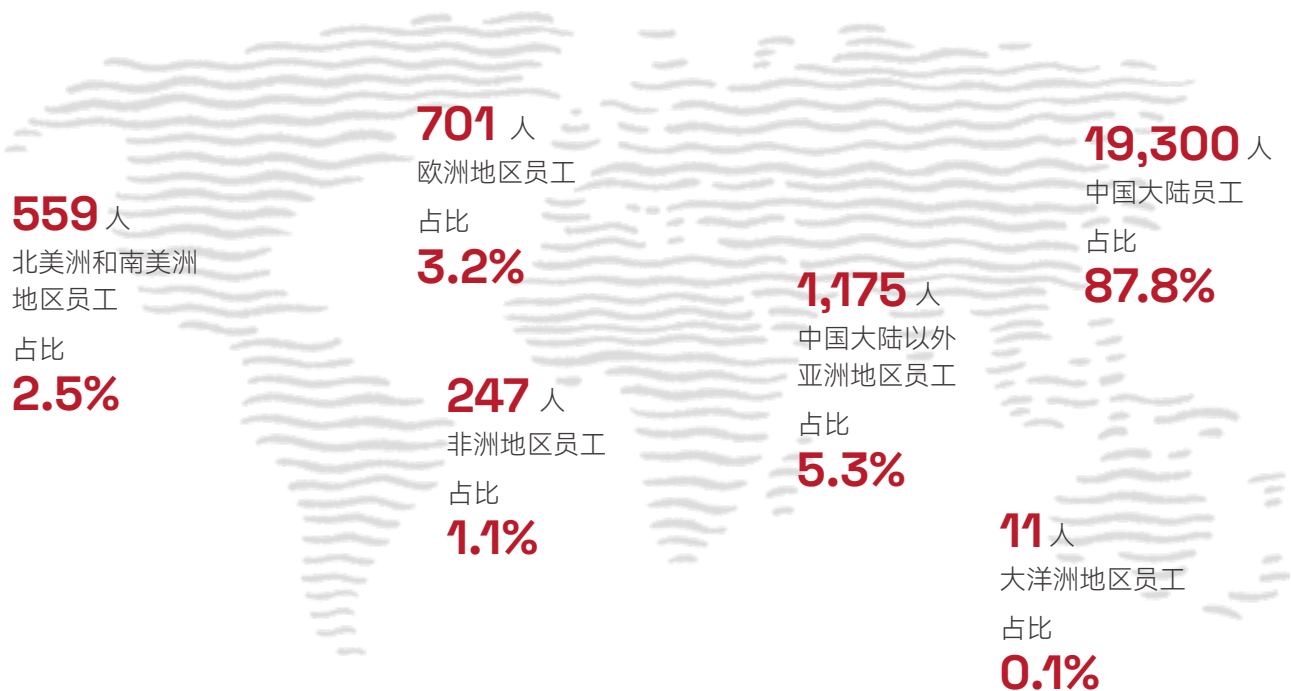 559 人
北美洲和南美洲
地区员工
占比
2.5%
701 人
欧洲地区员工
占比
3.2%
247 人
非洲地区员工
占比
1.1%
1,175 人
中国大陆以外
亚洲地区员工
占比
5.3%
19,300 人
中国大陆员工
占比
87.8%
11 人
大洋洲地区员工
占比
0.1%